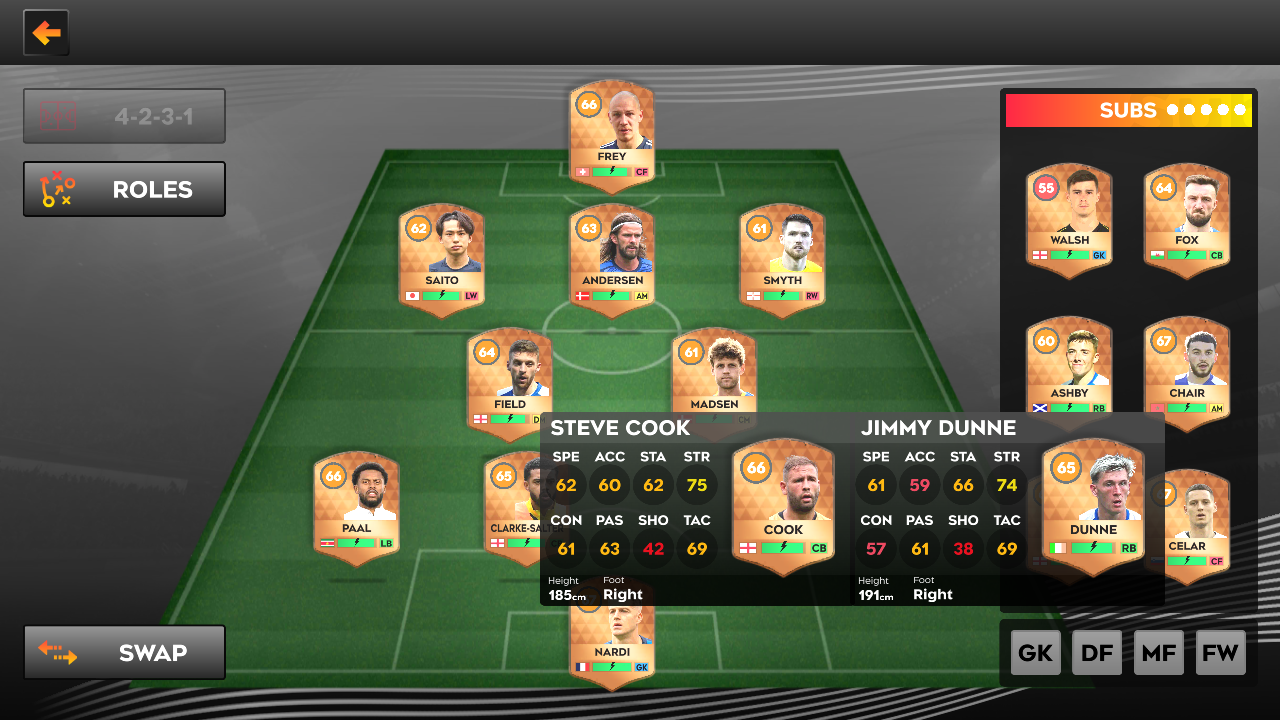 4-2-3-1
ROLES
66
FREY
CF
62
SAITO
LW
63
ANDERSEN
AM
61
SMYTH
RW
64
FIELD
61
MADSEN
CM
66
PAAL
LB
65
NARDI
GK
STEVE COOK
SPE ACC STA STR
62 60 62 75
CON PAS SHO TAC
61 63 42 69
Height Foot
185cm Right
66
COOK
CB
JIMMY DUNNE
SPE ACC STA STR
61 59 66 74
CON PAS SHO TAC
57 61 38 69
Height Foot
191cm Right
65
DUNNE
RB
SUBS
55
WALSH
GK
64
FOX
CB
60
ASHBY
RB
67
CHAIR
AM
CELAR
CF
SWAP
GK DF MF FW